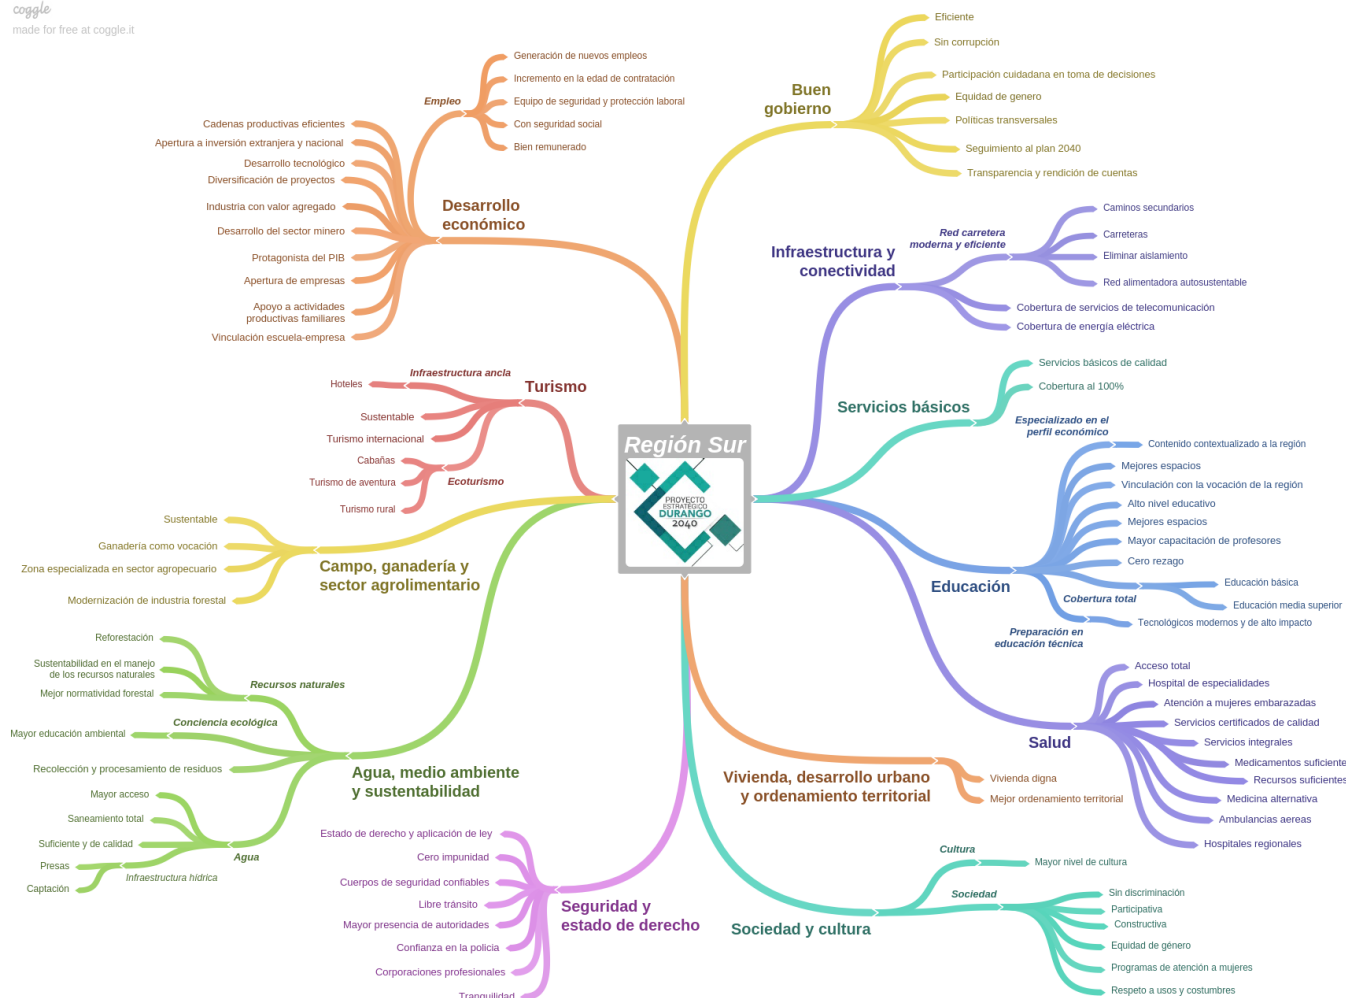 coggle
made for free at coggle.it
Región Sur
PROYECTO
ESTRATÉGICO
DURANGO
2040
Desarrollo
económico
Empleo
Generación de nuevos empleos
Incremento en la edad de contratación
Equipo de seguridad y protección laboral
Con seguridad social
Bien remunerado
Cadenas productivas eficientes
Apertura a inversión extranjera y nacional
Desarrollo tecnológico
Diversificación de proyectos
Industria con valor agregado
Desarrollo del sector minero
Protagonista del PIB
Apertura de empresas
Apoyo a actividades
productivas familiares
Vinculación escuela-empresa
Turismo
Infraestructura ancla
Hoteles
Sustentable
Turismo internacional
Ecoturismo
Cabañas
Turismo de aventura
Turismo rural
Campo, ganadería y
sector agrolimentario
Sustentable
Ganadería como vocación
Zona especializada en sector agropecuario
Modernización de industria forestal
Agua, medio ambiente
y sustentabilidad
Recursos naturales
Reforestación
Sustentabilidad en el manejo
de los recursos naturales
Mejor normatividad forestal
Conciencia ecológica
Mayor educación ambiental
Recolección y procesamiento de residuos
Agua
Mayor acceso
Saneamiento total
Suficiente y de calidad
Infraestructura hídrica
Presas
Captación
Seguridad y
estado de derecho
Estado de derecho y aplicación de ley
Cero impunidad
Cuerpos de seguridad confiables
Libre tránsito
Mayor presencia de autoridades
Confianza en la policia
Corporaciones profesionales
Tranquilidad
Buen
gobierno
Eficiente
Sin corrupción
Participación cuidadana en toma de decisiones
Equidad de genero
Políticas transversales
Seguimiento al plan 2040
Transparencia y rendición de cuentas
Infraestructura y
conectividad
Red carretera
moderna y eficiente
Caminos secundarios
Carreteras
Eliminar aislamiento
Red alimentadora autosustentable
Cobertura de servicios de telecomunicación
Cobertura de energía eléctrica
Servicios básicos
Servicios básicos de calidad
Cobertura al 100%
Educación
Especializado en el
perfil económico
Contenido contextualizado a la región
Mejores espacios
Vinculación con la vocación de la región
Alto nivel educativo
Mejores espacios
Mayor capacitación de profesores
Cero rezago
Cobertura total
Educación básica
Educación media superior
Preparación en
educación técnica
Tecnológicos modernos y de alto impacto
Salud
Acceso total
Hospital de especialidades
Atención a mujeres embarazadas
Servicios certificados de calidad
Servicios integrales
Medicamentos suficiente
Recursos suficientes
Medicina alternativa
Ambulancias aereas
Hospitales regionales
Vivienda, desarrollo urbano
y ordenamiento territorial
Vivienda digna
Mejor ordenamiento territorial
Sociedad y cultura
Cultura
Mayor nivel de cultura
Sociedad
Sin discriminación
Participativa
Constructiva
Equidad de género
Programas de atención a mujeres
Respeto a usos y costumbres